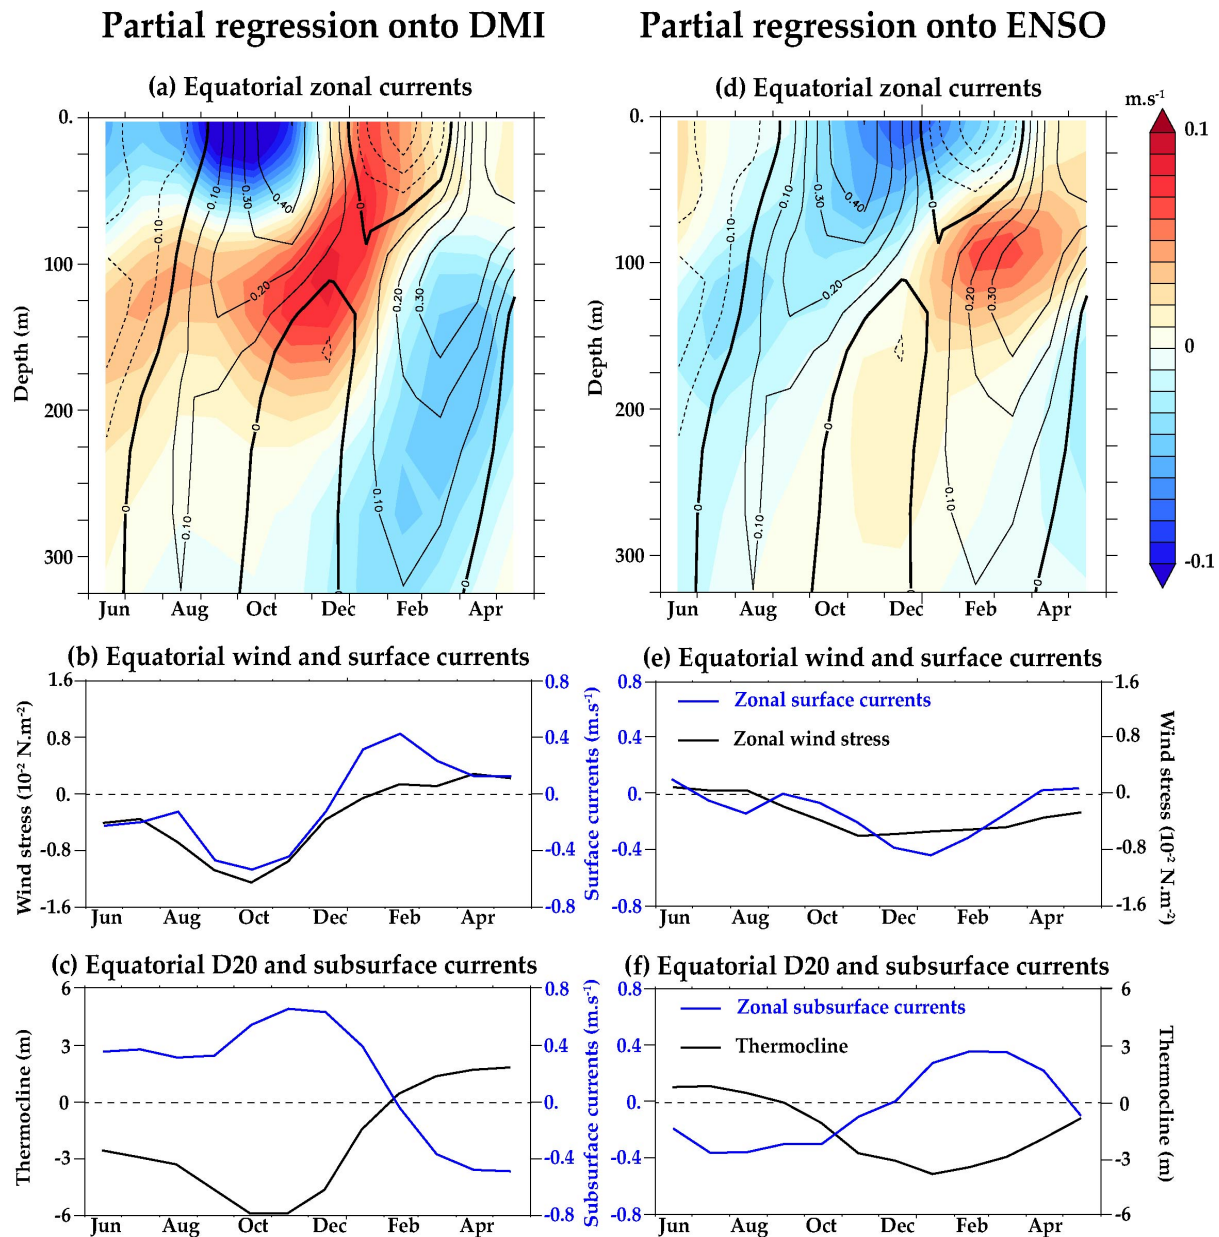 Partial regression onto DMI
Partial regression onto ENSO
(a) Equatorial zonal currents
(d) Equatorial zonal currents
m.s-1
0.1
0
-0.1
0.
100
200
300
Depth (m)
0.10
0.10
0.30
0.40
0
0.20
0.20
0.30
0
0.10
0
0.10
0
0
Jun Aug Oct Dec Feb Apr
0.
100
200
300
Depth (m)
0.10
0.10
0.30
0.40
0
0.20
0.20
0.30
0
0.10
0
0.10
0
0
Jun Aug Oct Dec Feb Apr
(b) Equatorial wind and surface currents
1.6
0.8
0.
-0.8
-1.6
Wind stress (10-2 N.m-2)
0.8
0.4
0.
-0.4
-0.8
Surface currents (m.s-1)
Jun Aug Oct Dec Feb Apr
(e) Equatorial wind and surface currents
0.8
0.4
0.
-0.4
-0.8
Zonal surface currents
Zonal wind stress
1.6
0.8
0.
-0.8
-1.6
Wind stress (10-2 N.m-2)
Jun Aug Oct Dec Feb Apr
(c) Equatorial D20 and subsurface currents
6
3
0
-3
-6
Thermocline (m)
0.8
0.4
0.
-0.4
-0.8
Subsurface currents (m.s-1)
Jun Aug Oct Dec Feb Apr
(f) Equatorial D20 and subsurface currents
0.8
0.4
0.
-0.4
-0.8
Zonal subsurface currents
Thermocline
6
3
0
-3
-6
Thermocline (m)
Jun Aug Oct Dec Feb Apr